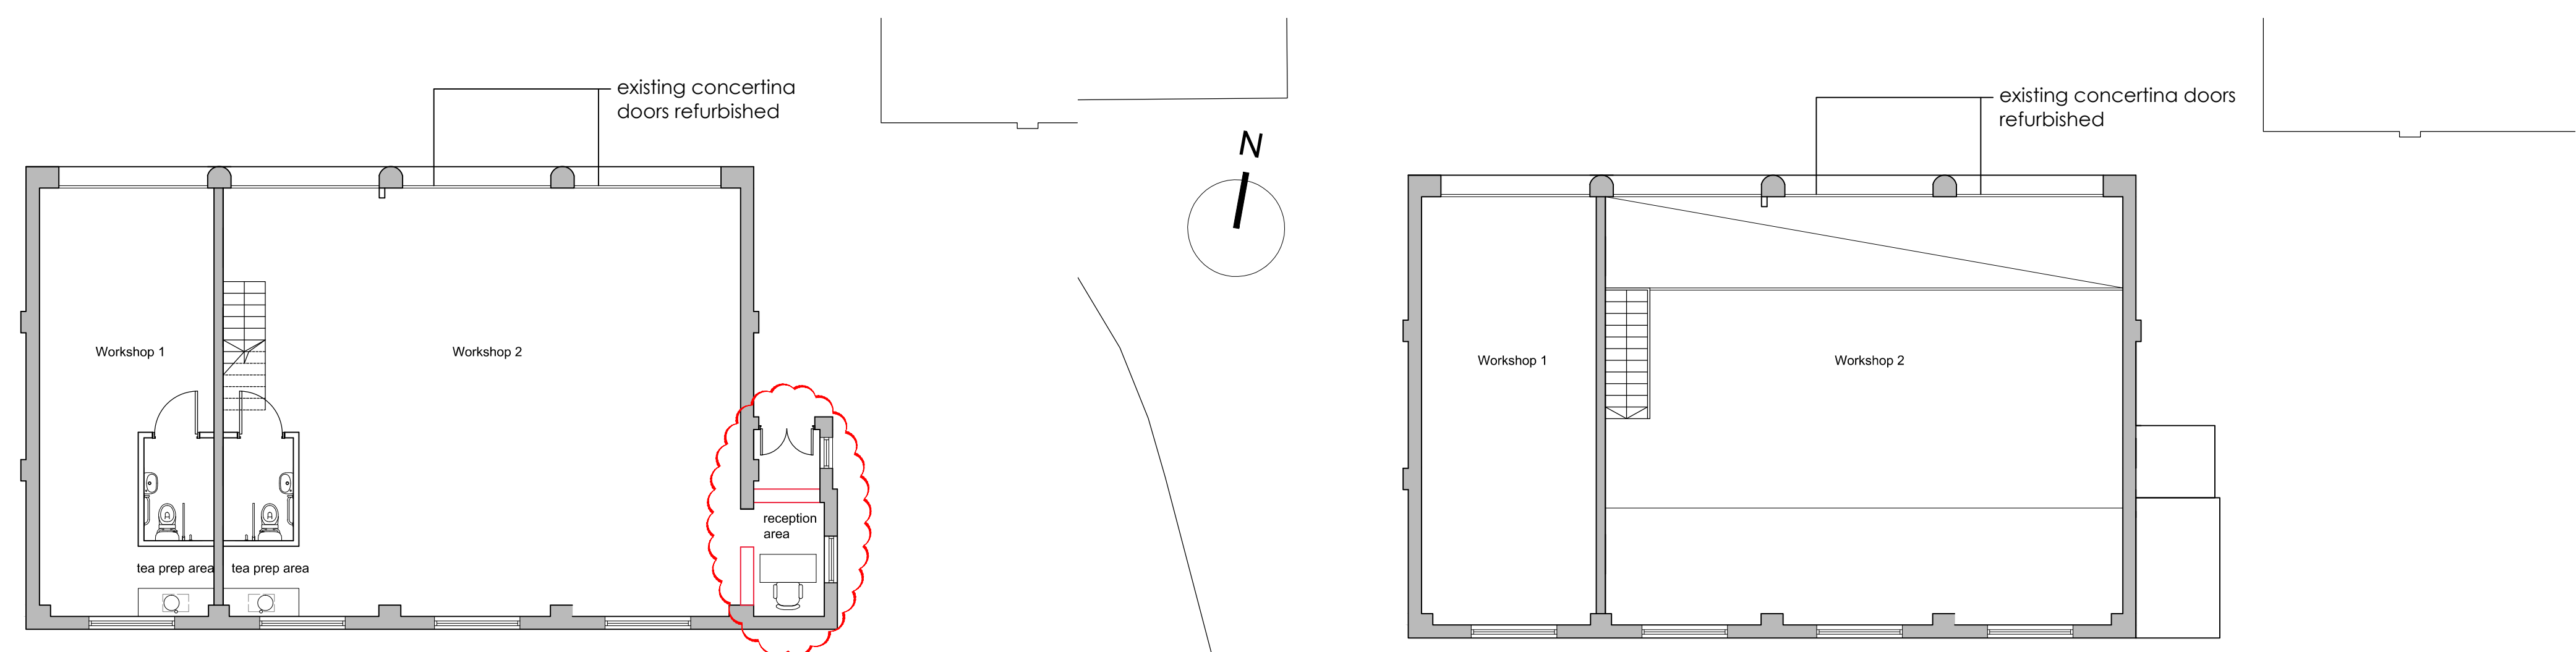 existing concertina
doors refurbished
N
Workshop 1
Workshop 2
reception
area
tea prep area
tea prep area
existing concertina doors
refurbished
Workshop 1
Workshop 2